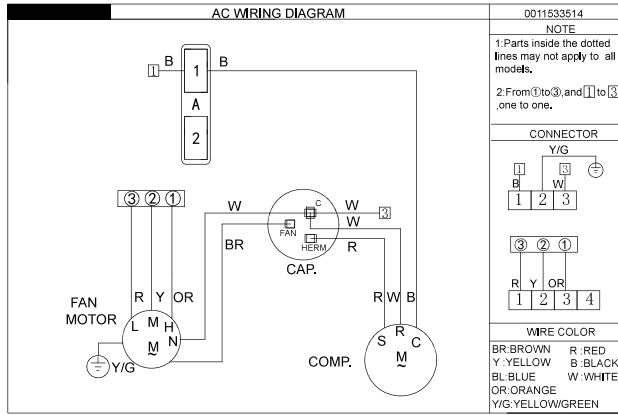 AC WIRING DIAGRAM
0011533514
NOTE
1:Parts inside the dotted
lines may not apply to all
models.
2:From①to③,and 1 to 3
,one to one.
CONNECTOR
Y/G
1 3
B W
1 2 3
③ ② ①
R Y OR
1 2 3 4
WIRE COLOR
BR:BROWN R :RED
Y :YELLOW B :BLACK
BL:BLUE W :WHITE
OR:ORANGE
Y/G:YELLOW/GREEN
1 B 1 B
A
2
③ ② ①
W C W 3
W
FAN
BR HERM R
CAP.
R Y OR
R W B
FAN
MOTOR
L M H
N
M
~
Y/G
COMP.
S R C
M
~